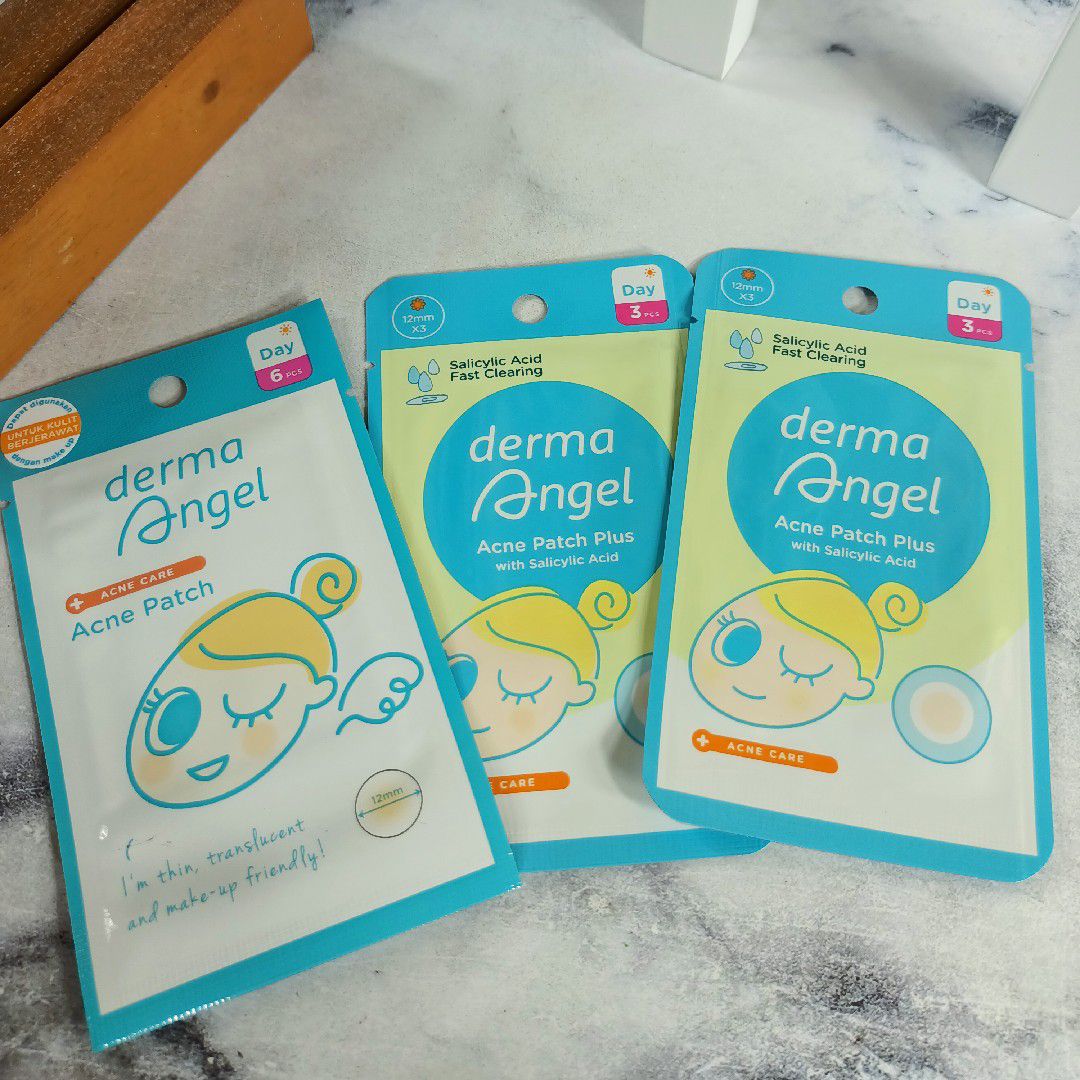 Day
6 PCS
Dapat digunakan
UNTUK KULIT
BERJERAWAT
dengan make up
derma
Angel
+ ACNE CARE
Acne Patch
12mm
I'm thin, translucent
and make-up friendly!
12mm
X3
Day
3 PCS
Salicylic Acid
Fast Clearing
derma
Angel
Acne Patch Plus
with Salicylic Acid
E CARE
12mm
X3
Day
3 PCS
Salicylic Acid
Fast Clearing
derma
Angel
Acne Patch Plus
with Salicylic Acid
+ ACNE CARE